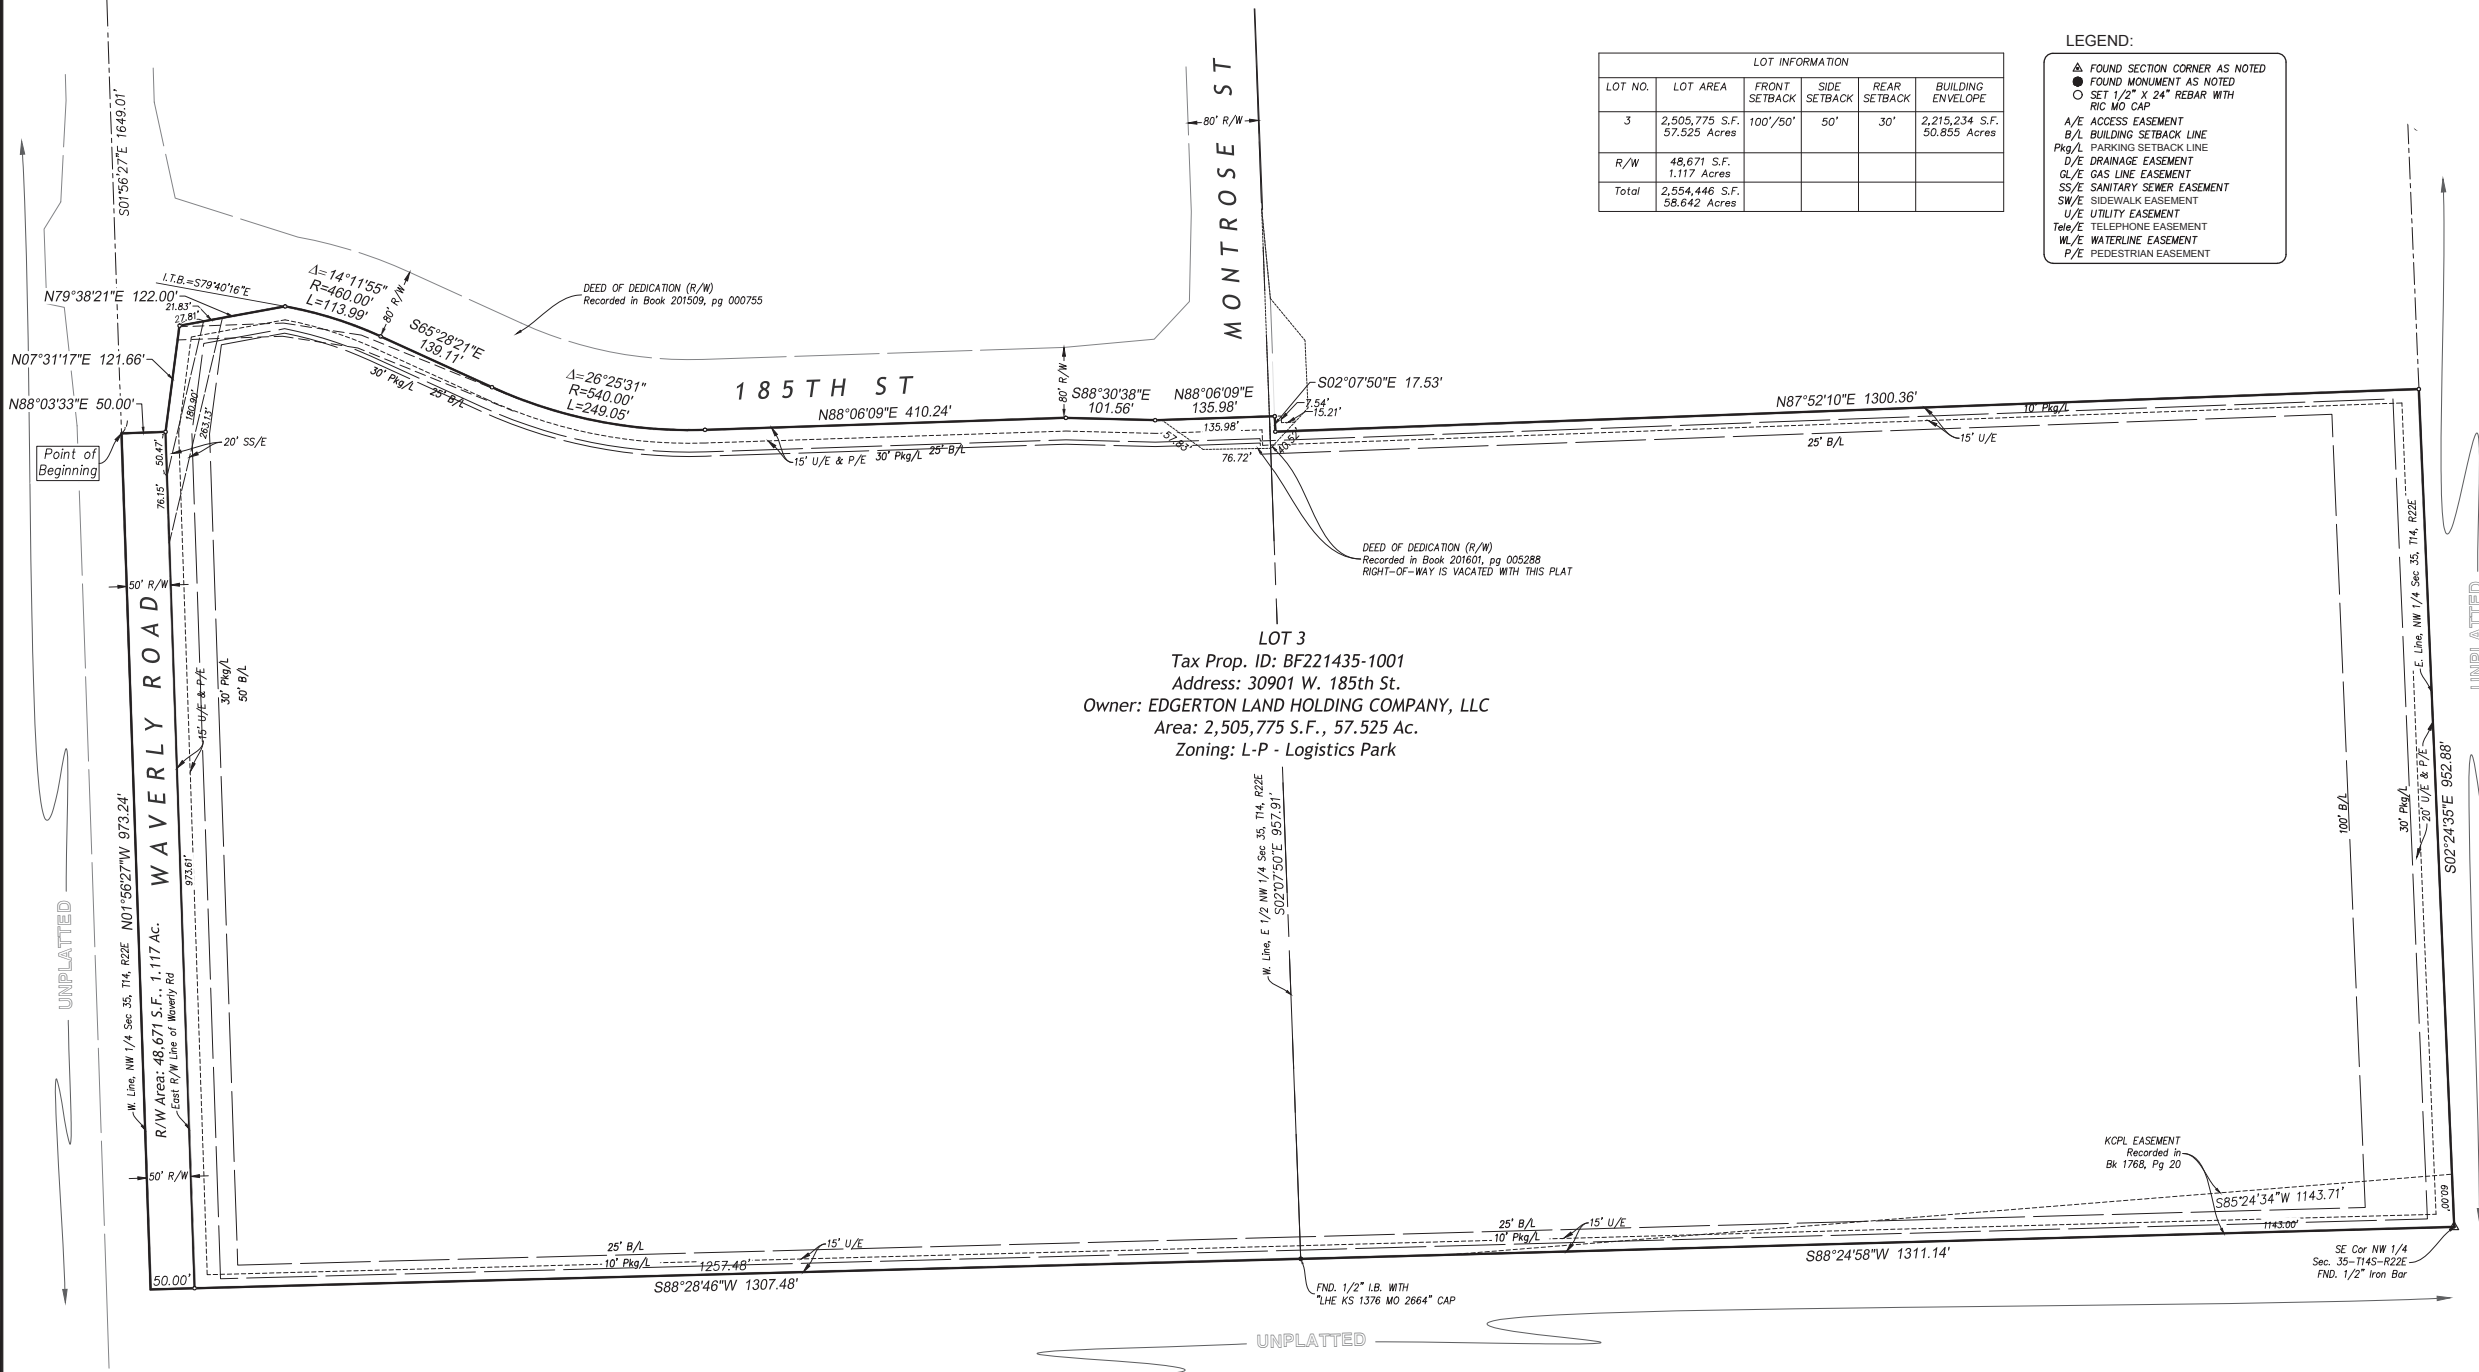 S01°56'27"E 1649.01'
80' R/W
MONTROSE ST
LOT INFORMATION
LOT NO. LOT AREA FRONT SETBACK SIDE SETBACK REAR SETBACK BUILDING ENVELOPE
3 2,505,775 S.F. 57.525 Acres 100'/50' 50' 30' 2,215,234 S.F. 50.855 Acres
R/W 48,671 S.F. 1.117 Acres
Total 2,554,446 S.F. 58.642 Acres
LEGEND:
FOUND SECTION CORNER AS NOTED
FOUND MONUMENT AS NOTED
SET 1/2" X 24" REBAR WITH
RIC MO CAP
A/E ACCESS EASEMENT
B/L BUILDING SETBACK LINE
Pkg/L PARKING SETBACK LINE
D/E DRAINAGE EASEMENT
GL/E GAS LINE EASEMENT
SS/E SANITARY SEWER EASEMENT
SW/E SIDEWALK EASEMENT
U/E UTILITY EASEMENT
Tele/E TELEPHONE EASEMENT
WL/E WATERLINE EASEMENT
P/E PEDESTRIAN EASEMENT
I.T.B.=S79°40'16"E
N79°38'21"E 122.00'
21.83'
27.81'
Δ=14°11'55"
R=460.00'
L=113.99'
80' R/W
DEED OF DEDICATION (R/W)
Recorded in Book 201509, pg 000755
S65°28'21"E
139.11'
N07°31'17"E 121.66'
N88°03'33"E 50.00'
Point of
Beginning
180.90'
263.13'
20' SS/E
50.47'
76.15'
30' Pkg/L
25' B/L
Δ=26°25'31"
R=540.00'
L=249.05'
185TH ST
N88°06'09"E 410.24'
80' R/W
S88°30'38"E
101.56'
N88°06'09"E
135.98'
S02°07'50"E 17.53'
7.54'
15.21'
135.98'
57.83'
40.52'
76.72'
15' U/E & P/E
30' Pkg/L
25' B/L
N87°52'10"E 1300.36'
10' Pkg/L
15' U/E
25' B/L
DEED OF DEDICATION (R/W)
Recorded in Book 201601, pg 005288
RIGHT-OF-WAY IS VACATED WITH THIS PLAT
50' R/W
WAVERLY ROAD
15' U/E & P/E
30' Pkg/L
50' B/L
LOT 3
Tax Prop. ID: BF221435-1001
Address: 30901 W. 185th St.
Owner: EDGERTON LAND HOLDING COMPANY, LLC
Area: 2,505,775 S.F., 57.525 Ac.
Zoning: L-P - Logistics Park
E. Line, NW 1/4 Sec 35, T14, R22E
UNPLATTED
100' B/L
30' Pkg/L
20' U/E & P/E
S02°24'35"E 952.88'
W. Line, E 1/2 NW 1/4 Sec 35, T14, R22E
S02°07'50"E 957.91'
UNPLATTED
W. Line, NW 1/4 Sec 35, T14, R22E
N01°56'27"W 973.24'
R/W Area: 48,671 S.F., 1.117 Ac.
East R/W Line of Waverly Rd
973.61'
50' R/W
KCPL EASEMENT
Recorded in
Bk 1768, Pg 20
S85°24'34"W 1143.71'
60.00'
1143.00'
25' B/L
10' Pkg/L
15' U/E
25' B/L
10' Pkg/L
15' U/E
1257.48'
50.00'
S88°28'46"W 1307.48'
S88°24'58"W 1311.14'
SE Cor NW 1/4
Sec. 35-T14S-R22E
FND. 1/2" Iron Bar
FND. 1/2" I.B. WITH
"LHE KS 1376 MO 2664" CAP
UNPLATTED